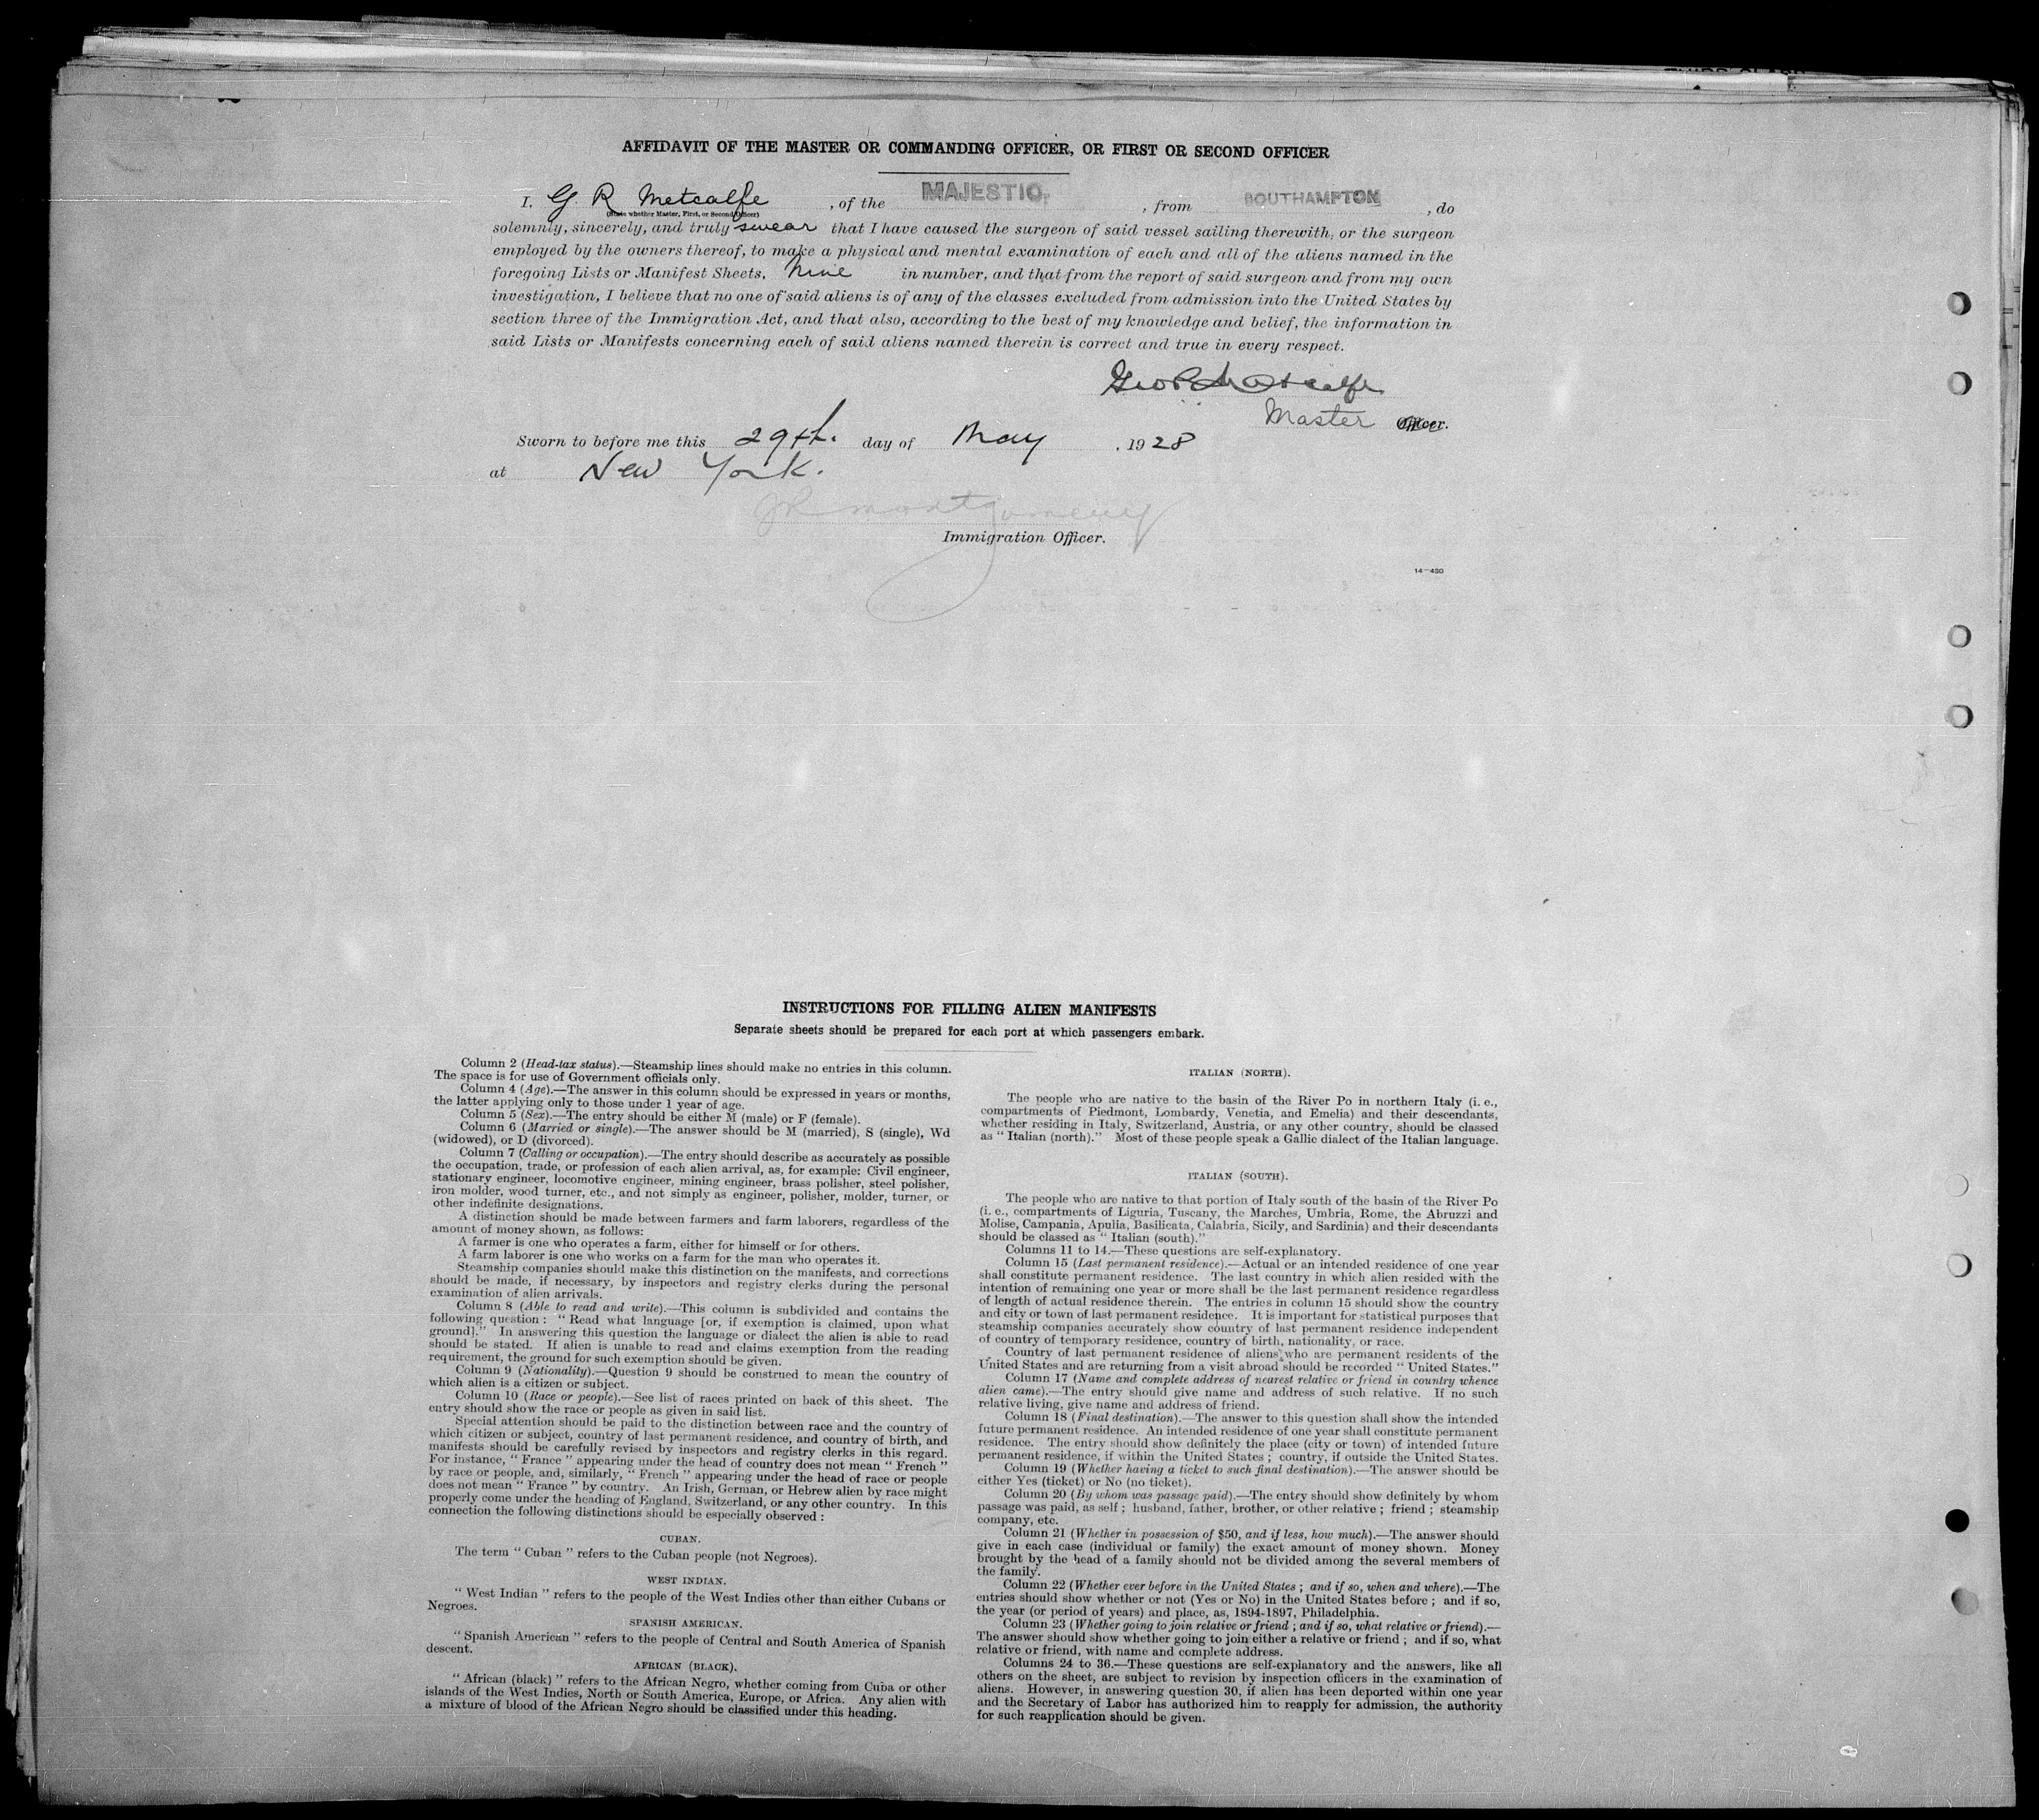 AFFIDAVIT OF THE MASTER OR COMMANDING OFFICER, OR FIRST OR SECOND OFFICER
I, G. R Metcalfe, of the MAJESTIC, from SOUTHAMPTON, do
(State whether Master, First, or Second Officer)
solemnly, sincerely, and truly swear that I have caused the surgeon of said vessel sailing therewith, or the surgeon
employed by the owners thereof, to make a physical and mental examination of each and all of the aliens named in the
foregoing Lists or Manifest Sheets, nine in number, and that from the report of said surgeon and from my own
investigation, I believe that no one of said aliens is of any of the classes excluded from admission into the United States by
section three of the Immigration Act, and that also, according to the best of my knowledge and belief, the information in
said Lists or Manifests concerning each of said aliens named therein is correct and true in every respect.
Geo R Metcalfe
Master Officer.
Sworn to before me this 29th. day of May, 1928
at New York.
JR Montgomery
Immigration Officer.
14—430
INSTRUCTIONS FOR FILLING ALIEN MANIFESTS
Separate sheets should be prepared for each port at which passengers embark.
Column 2 (Head-tax status).—Steamship lines should make no entries in this column.
The space is for use of Government officials only.
Column 4 (Age).—The answer in this column should be expressed in years or months,
the latter applying only to those under 1 year of age.
Column 5 (Sex).—The entry should be either M (male) or F (female).
Column 6 (Married or single).—The answer should be M (married), S (single), Wd
(widowed), or D (divorced).
Column 7 (Calling or occupation).—The entry should describe as accurately as possible
the occupation, trade, or profession of each alien arrival, as, for example: Civil engineer,
stationary engineer, locomotive engineer, mining engineer, brass polisher, steel polisher,
iron molder, wood turner, etc., and not simply as engineer, polisher, molder, turner, or
other indefinite designations.
A distinction should be made between farmers and farm laborers, regardless of the
amount of money shown, as follows:
A farmer is one who operates a farm, either for himself or for others.
A farm laborer is one who works on a farm for the man who operates it.
Steamship companies should make this distinction on the manifests, and corrections
should be made, if necessary, by inspectors and registry clerks during the personal
examination of alien arrivals.
Column 8 (Able to read and write).—This column is subdivided and contains the
following question: "Read what language [or, if exemption is claimed, upon what
ground]." In answering this question the language or dialect the alien is able to read
should be stated. If alien is unable to read and claims exemption from the reading
requirement, the ground for such exemption should be given.
Column 9 (Nationality).—Question 9 should be construed to mean the country of
which alien is a citizen or subject.
Column 10 (Race or people).—See list of races printed on back of this sheet. The
entry should show the race or people as given in said list.
Special attention should be paid to the distinction between race and the country of
which citizen or subject, country of last permanent residence, and country of birth, and
manifests should be carefully revised by inspectors and registry clerks in this regard.
For instance, "France" appearing under the head of country does not mean "French"
by race or people, and, similarly, "French" appearing under the head of race or people
does not mean "France" by country. An Irish, German, or Hebrew alien by race might
properly come under the heading of England, Switzerland, or any other country. In this
connection the following distinctions should be especially observed:
CUBAN.
The term "Cuban" refers to the Cuban people (not Negroes).
WEST INDIAN.
"West Indian" refers to the people of the West Indies other than either Cubans or
Negroes.
SPANISH AMERICAN.
"Spanish American" refers to the people of Central and South America of Spanish
descent.
AFRICAN (BLACK).
"African (black)" refers to the African Negro, whether coming from Cuba or other
islands of the West Indies, North or South America, Europe, or Africa. Any alien with
a mixture of blood of the African Negro should be classified under this heading.
ITALIAN (NORTH).
The people who are native to the basin of the River Po in northern Italy (i. e.,
compartments of Piedmont, Lombardy, Venetia, and Emelia) and their descendants,
whether residing in Italy, Switzerland, Austria, or any other country, should be classed
as "Italian (north)." Most of these people speak a Gallic dialect of the Italian language.
ITALIAN (SOUTH).
The people who are native to that portion of Italy south of the basin of the River Po
(i. e., compartments of Liguria, Tuscany, the Marches, Umbria, Rome, the Abruzzi and
Molise, Campania, Apulia, Basilicata, Calabria, Sicily, and Sardinia) and their descendants
should be classed as "Italian (south)."
Columns 11 to 14.—These questions are self-explanatory.
Column 15 (Last permanent residence).—Actual or an intended residence of one year
shall constitute permanent residence. The last country in which alien resided with the
intention of remaining one year or more shall be the last permanent residence regardless
of length of actual residence therein. The entries in column 15 should show the country
and city or town of last permanent residence. It is important for statistical purposes that
steamship companies accurately show country of last permanent residence independent
of country of temporary residence, country of birth, nationality, or race.
Country of last permanent residence of aliens who are permanent residents of the
United States and are returning from a visit abroad should be recorded "United States."
Column 17 (Name and complete address of nearest relative or friend in country whence
alien came).—The entry should give name and address of such relative. If no such
relative living, give name and address of friend.
Column 18 (Final destination).—The answer to this question shall show the intended
future permanent residence. An intended residence of one year shall constitute permanent
residence. The entry should show definitely the place (city or town) of intended future
permanent residence, if within the United States; country, if outside the United States.
Column 19 (Whether having a ticket to such final destination).—The answer should be
either Yes (ticket) or No (no ticket).
Column 20 (By whom was passage paid).—The entry should show definitely by whom
passage was paid, as self; husband, father, brother, or other relative; friend; steamship
company, etc.
Column 21 (Whether in possession of $50, and if less, how much).—The answer should
give in each case (individual or family) the exact amount of money shown. Money
brought by the head of a family should not be divided among the several members of
the family.
Column 22 (Whether ever before in the United States; and if so, when and where).—The
entries should show whether or not (Yes or No) in the United States before; and if so,
the year (or period of years) and place, as, 1894-1897, Philadelphia.
Column 23 (Whether going to join relative or friend; and if so, what relative or friend).—
The answer should show whether going to join either a relative or friend; and if so, what
relative or friend, with name and complete address.
Columns 24 to 36.—These questions are self-explanatory and the answers, like all
others on the sheet, are subject to revision by inspection officers in the examination of
aliens. However, in answering question 30, if alien has been deported within one year
and the Secretary of Labor has authorized him to reapply for admission, the authority
for such reapplication should be given.